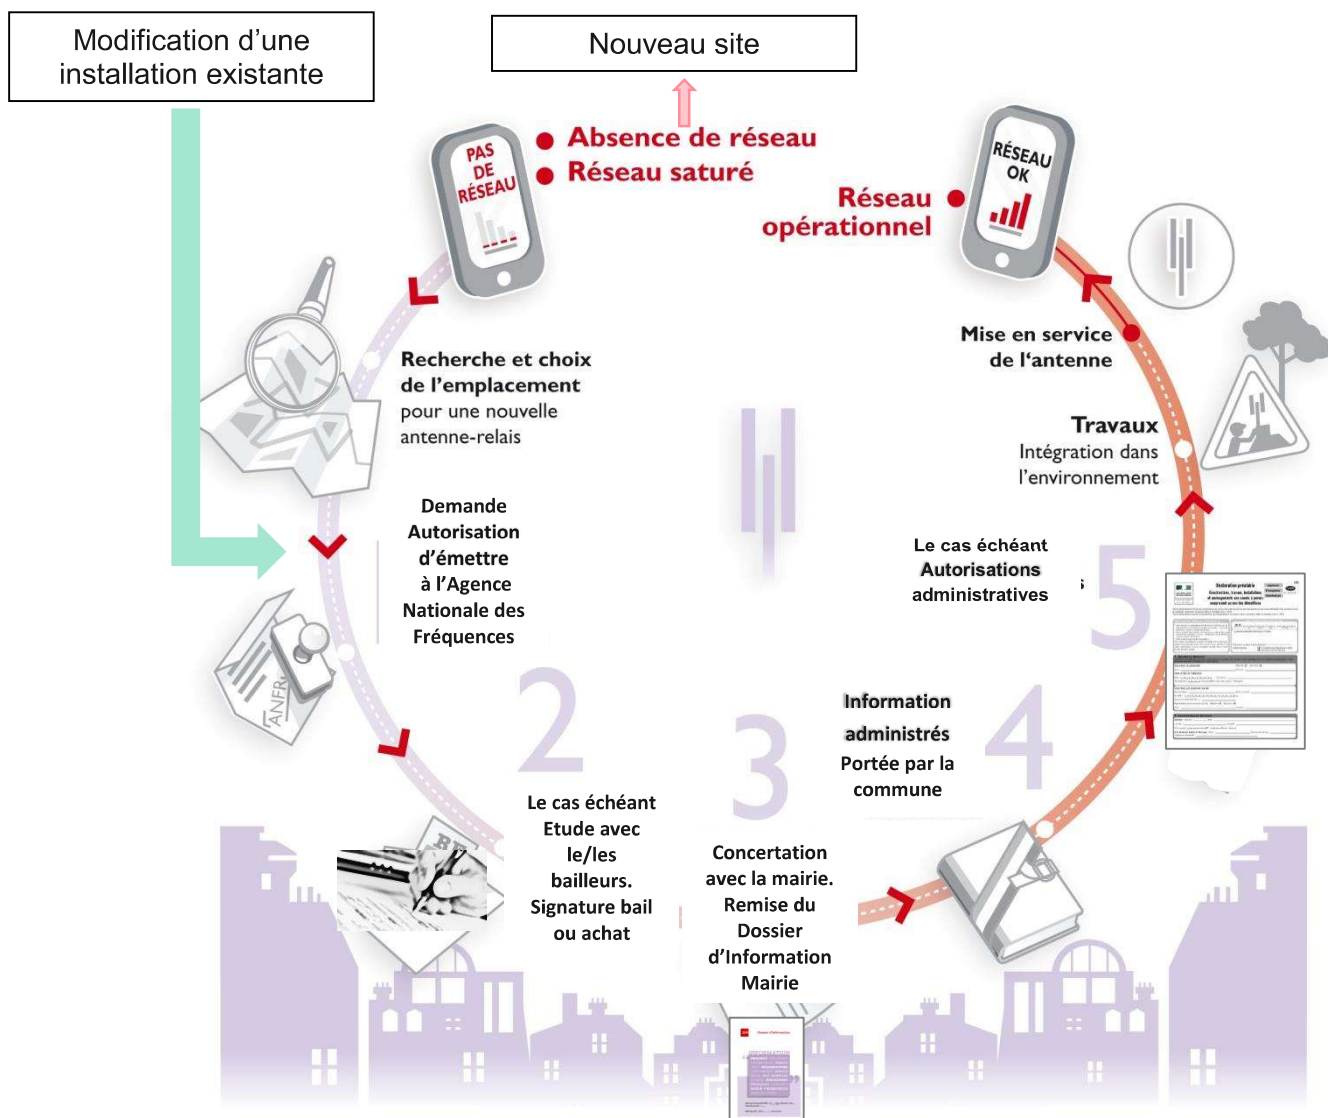 Modification d’une
installation existante
Nouveau site
Absence de réseau
Réseau saturé
PAS
DE
RÉSEAU
RÉSEAU
OK
Réseau
opérationnel
Recherche et choix
de l’emplacement
pour une nouvelle
antenne-relais
Mise en service
de l‘antenne
Travaux
Intégration dans
l’environnement
Demande
Autorisation
d’émettre
à l’Agence
Nationale des
Fréquences
ANFR
Le cas échéant
Autorisations
administratives
5
Déclaration préalable
2
Le cas échéant
Etude avec
le/les
bailleurs.
Signature bail
ou achat
3
Concertation
avec la mairie.
Remise du
Dossier
d’Information
Mairie
4
Information
administrés
Portée par la
commune